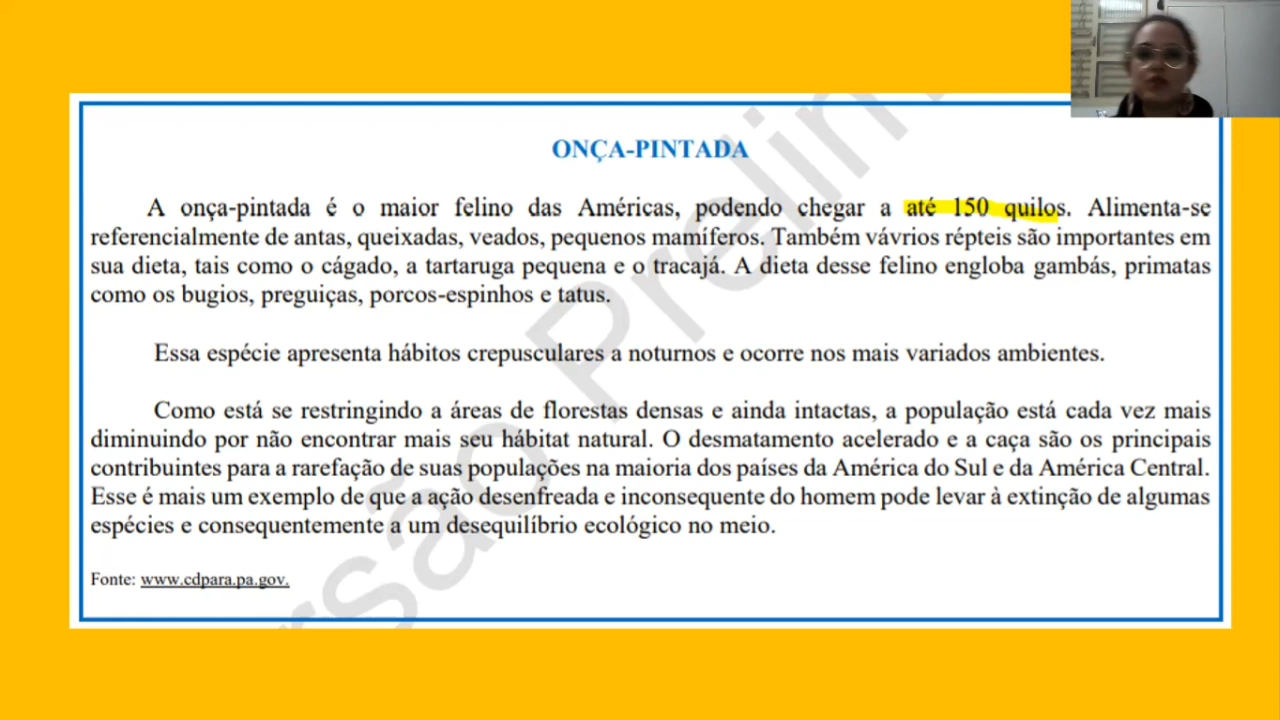 ONÇA-PINTADA
A onça-pintada é o maior felino das Américas, podendo chegar a até 150 quilos. Alimenta-se
referencialmente de antas, queixadas, veados, pequenos mamíferos. Também vávrios répteis são importantes em
sua dieta, tais como o cágado, a tartaruga pequena e o tracajá. A dieta desse felino engloba gambás, primatas
como os bugios, preguiças, porcos-espinhos e tatus.
Essa espécie apresenta hábitos crepusculares a noturnos e ocorre nos mais variados ambientes.
Como está se restringindo a áreas de florestas densas e ainda intactas, a população está cada vez mais
diminuindo por não encontrar mais seu hábitat natural. O desmatamento acelerado e a caça são os principais
contribuintes para a rarefação de suas populações na maioria dos países da América do Sul e da América Central.
Esse é mais um exemplo de que a ação desenfreada e inconsequente do homem pode levar à extinção de algumas
espécies e consequentemente a um desequilíbrio ecológico no meio.
Fonte: www.cdpara.pa.gov.
rsão Prelim